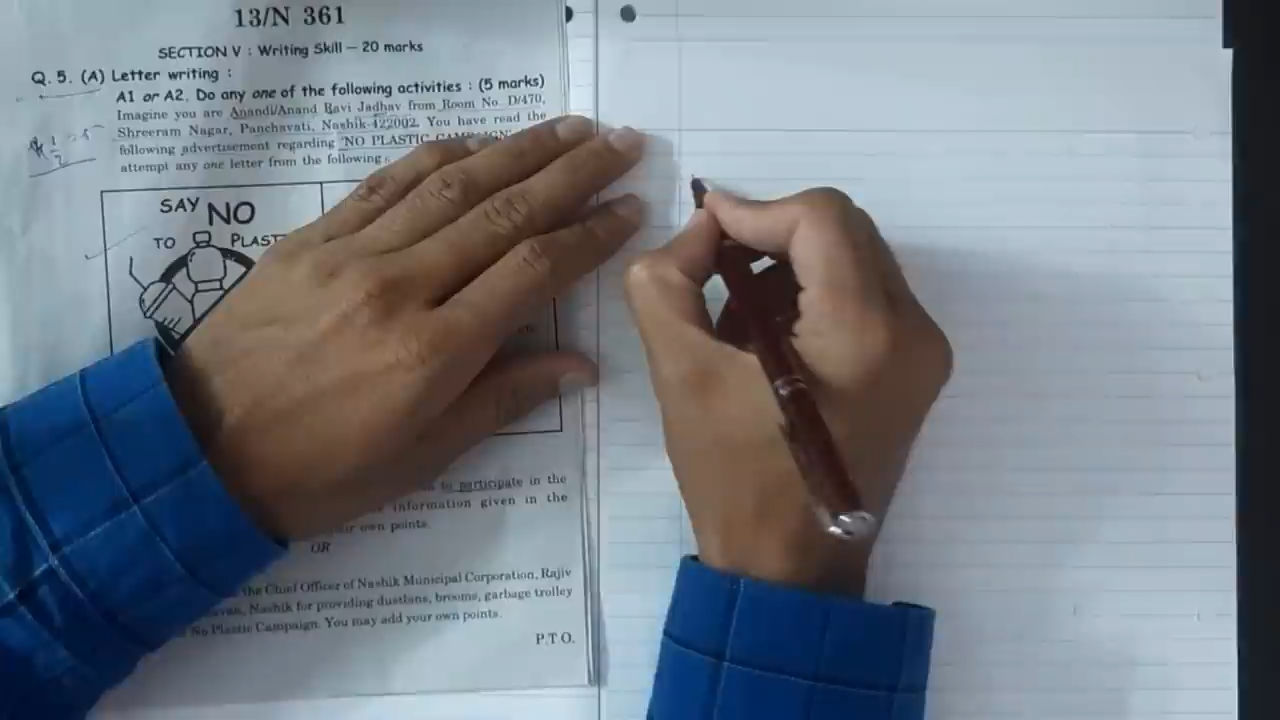 13/N 361
SECTION V : Writing Skill – 20 marks
Q. 5. (A) Letter writing :
A1 or A2. Do any one of the following activities : (5 marks)
Imagine you are Anandi/Anand Ravi Jadhav from Room No. D/470,
Shreeram Nagar, Panchavati, Nashik-422002. You have read the
following advertisement regarding 'NO PLASTIC CAMPAIGN'
attempt any one letter from the following
SAY NO
TO PLAST
to participate in the
information given in the
own points.
OR
the Chief Officer of Nashik Municipal Corporation, Rajiv
Nashik for providing dustbins, brooms, garbage trolley
No Plastic Campaign. You may add your own points.
P.T.O.